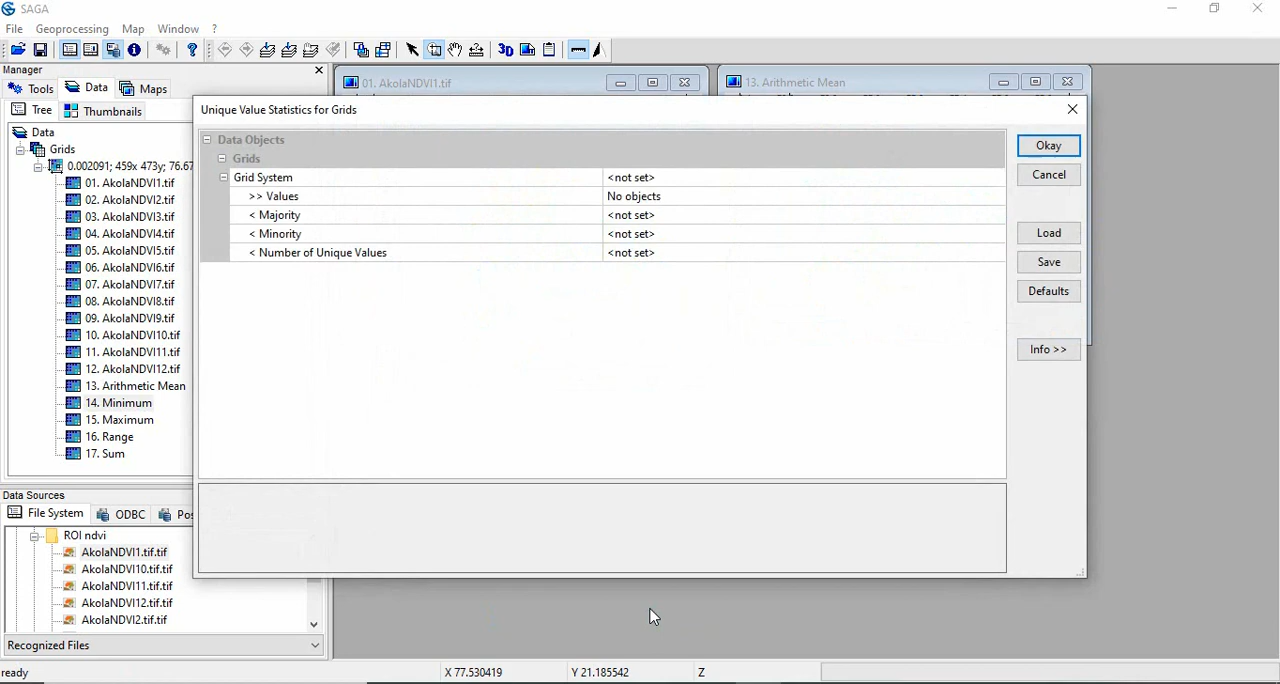 SAGA
File Geoprocessing Map Window ?
3D
Manager
Tools Data Maps
Tree Thumbnails
Data
Grids
0.002091; 459x 473y; 76.67
01. AkolaNDVI1.tif
02. AkolaNDVI2.tif
03. AkolaNDVI3.tif
04. AkolaNDVI4.tif
05. AkolaNDVI5.tif
06. AkolaNDVI6.tif
07. AkolaNDVI7.tif
08. AkolaNDVI8.tif
09. AkolaNDVI9.tif
10. AkolaNDVI10.tif
11. AkolaNDVI11.tif
12. AkolaNDVI12.tif
13. Arithmetic Mean
14. Minimum
15. Maximum
16. Range
17. Sum
Data Sources
File System ODBC Pos
ROI ndvi
AkolaNDVI1.tif.tif
AkolaNDVI10.tif.tif
AkolaNDVI11.tif.tif
AkolaNDVI12.tif.tif
AkolaNDVI2.tif.tif
Recognized Files
01. AkolaNDVI1.tif
13. Arithmetic Mean
Unique Value Statistics for Grids
Data Objects
Grids
Grid System <not set>
>> Values No objects
< Majority <not set>
< Minority <not set>
< Number of Unique Values <not set>
Okay
Cancel
Load
Save
Defaults
Info >>
ready X 77.530419 Y 21.185542 Z